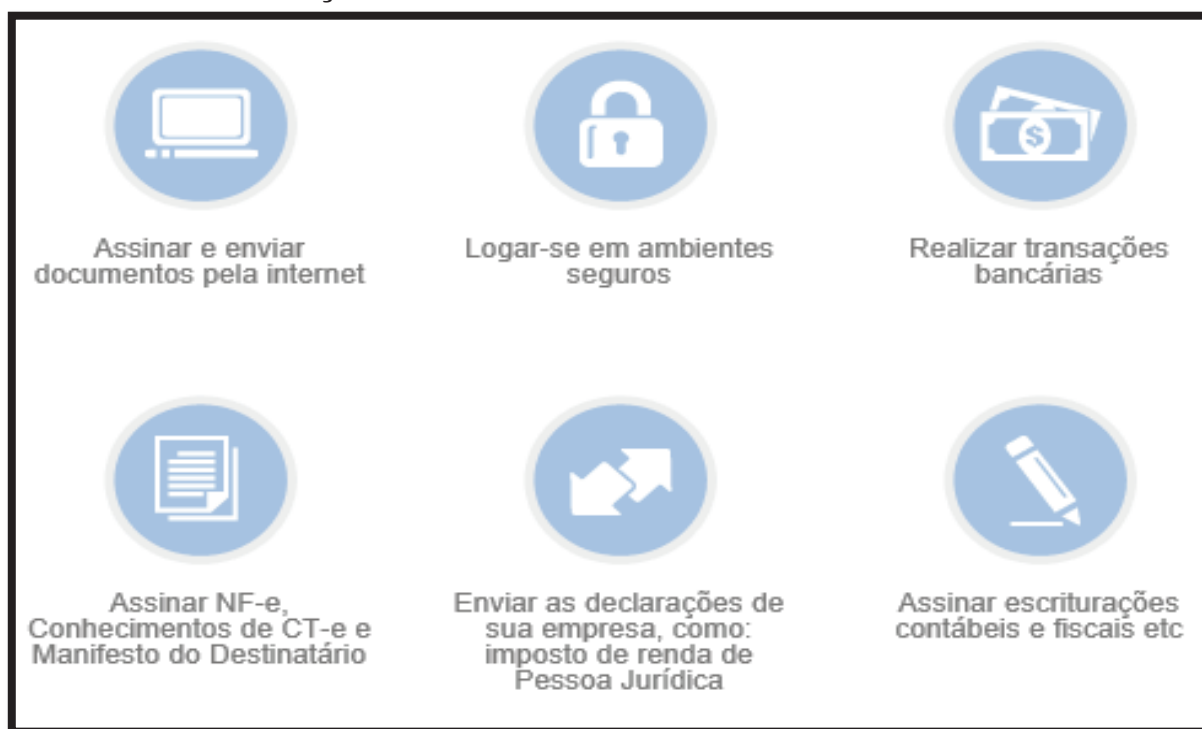 Assinar e enviar
documentos pela internet
Logar-se em ambientes
seguros
Realizar transações
bancárias
Assinar NF-e,
Conhecimentos de CT-e e
Manifesto do Destinatário
Enviar as declarações de
sua empresa, como:
imposto de renda de
Pessoa Jurídica
Assinar escriturações
contábeis e fiscais etc